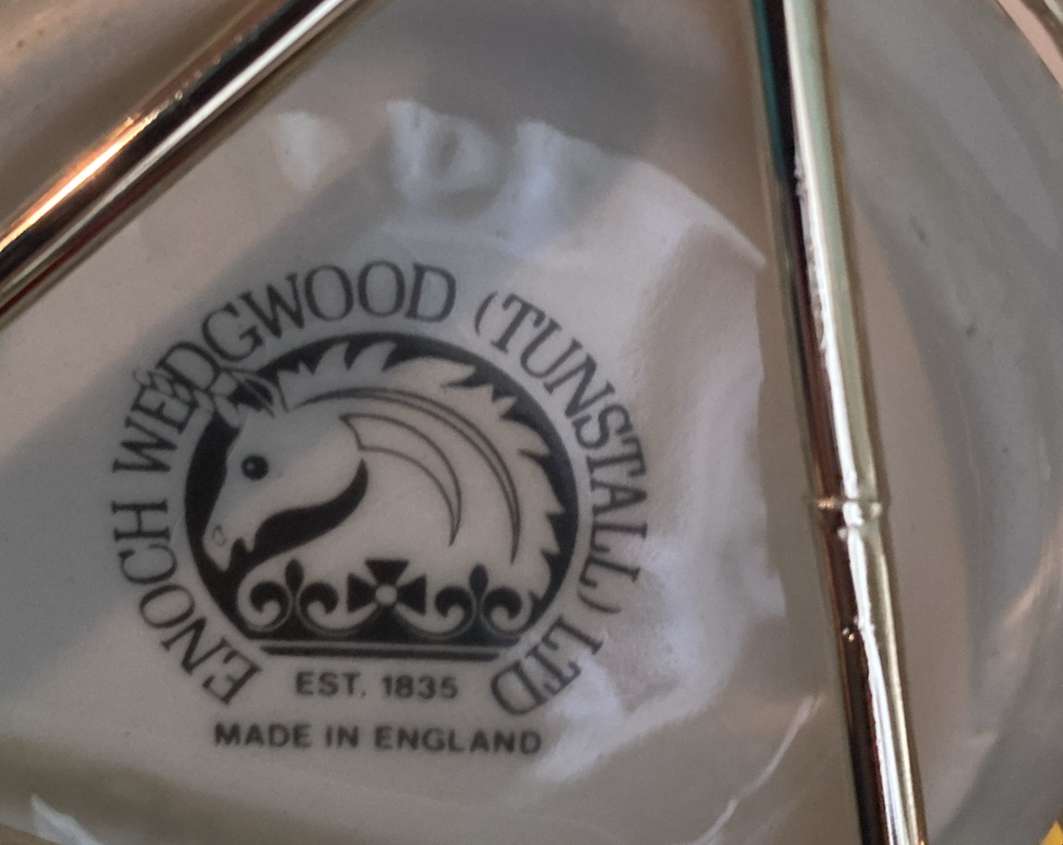 ENOCH WEDGWOOD (TUNSTALL) LTD
EST. 1835
MADE IN ENGLAND